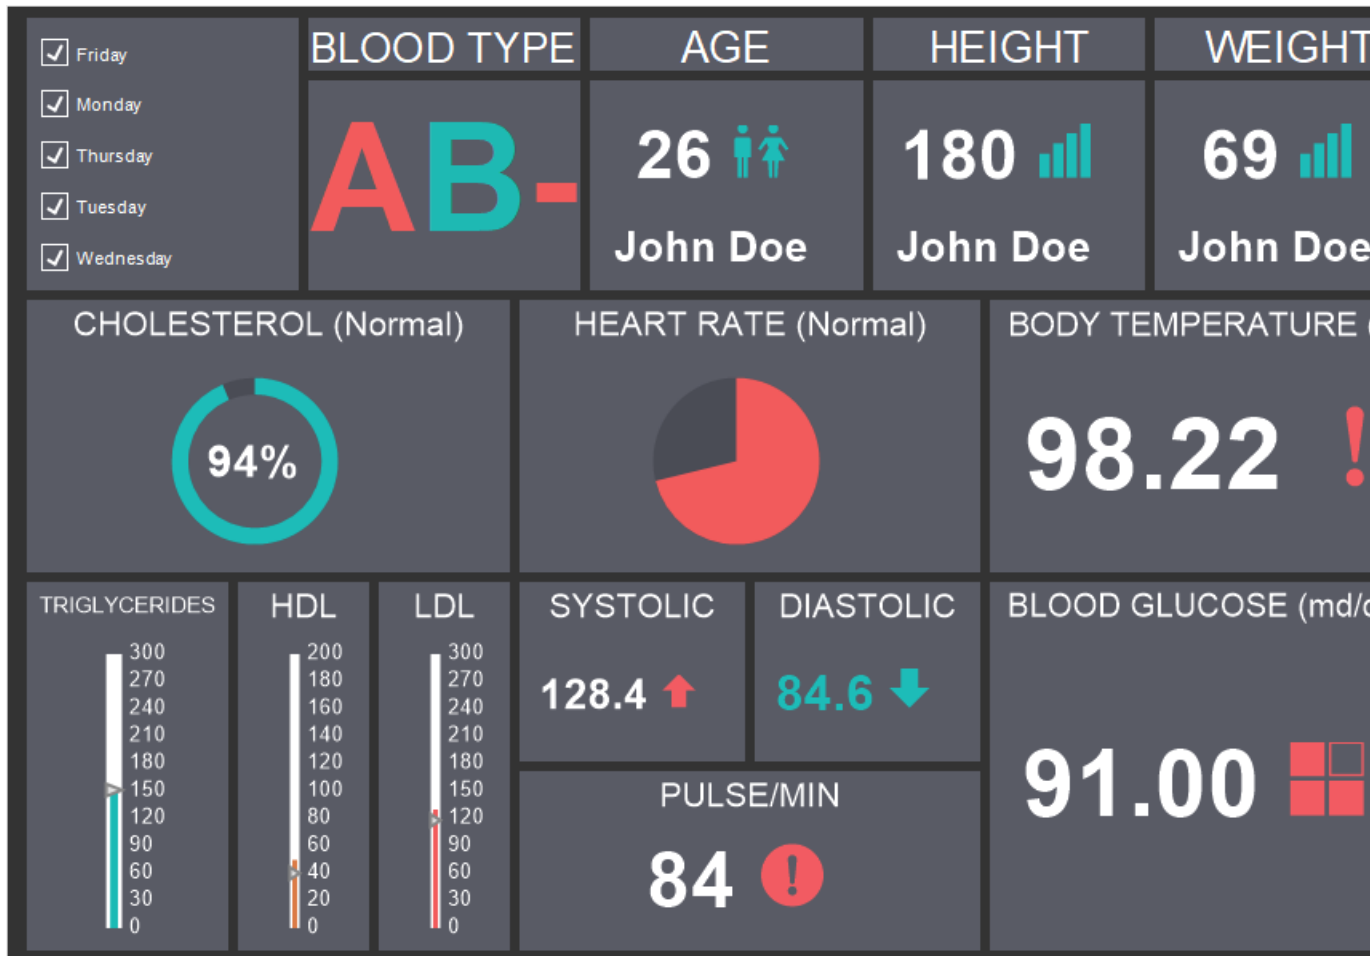 Friday
Monday
Thursday
Tuesday
Wednesday
BLOOD TYPE
AB-
AGE
26
John Doe
HEIGHT
180
John Doe
WEIGHT
69
John Doe
CHOLESTEROL (Normal)
94%
HEART RATE (Normal)
BODY TEMPERATURE (
98.22 !
TRIGLYCERIDES
300
270
240
210
180
150
120
90
60
30
0
HDL
200
180
160
140
120
100
80
60
40
20
0
LDL
300
270
240
210
180
150
120
90
60
30
0
SYSTOLIC
128.4
DIASTOLIC
84.6
PULSE/MIN
84 !
BLOOD GLUCOSE (md/
91.00